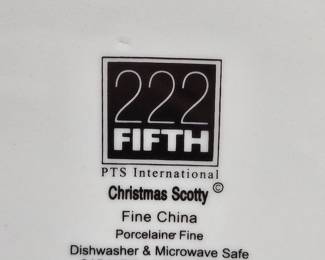 222
FIFTH
PTS International
Christmas Scotty ©
Fine China
Porcelaine Fine
Dishwasher & Microwave Safe